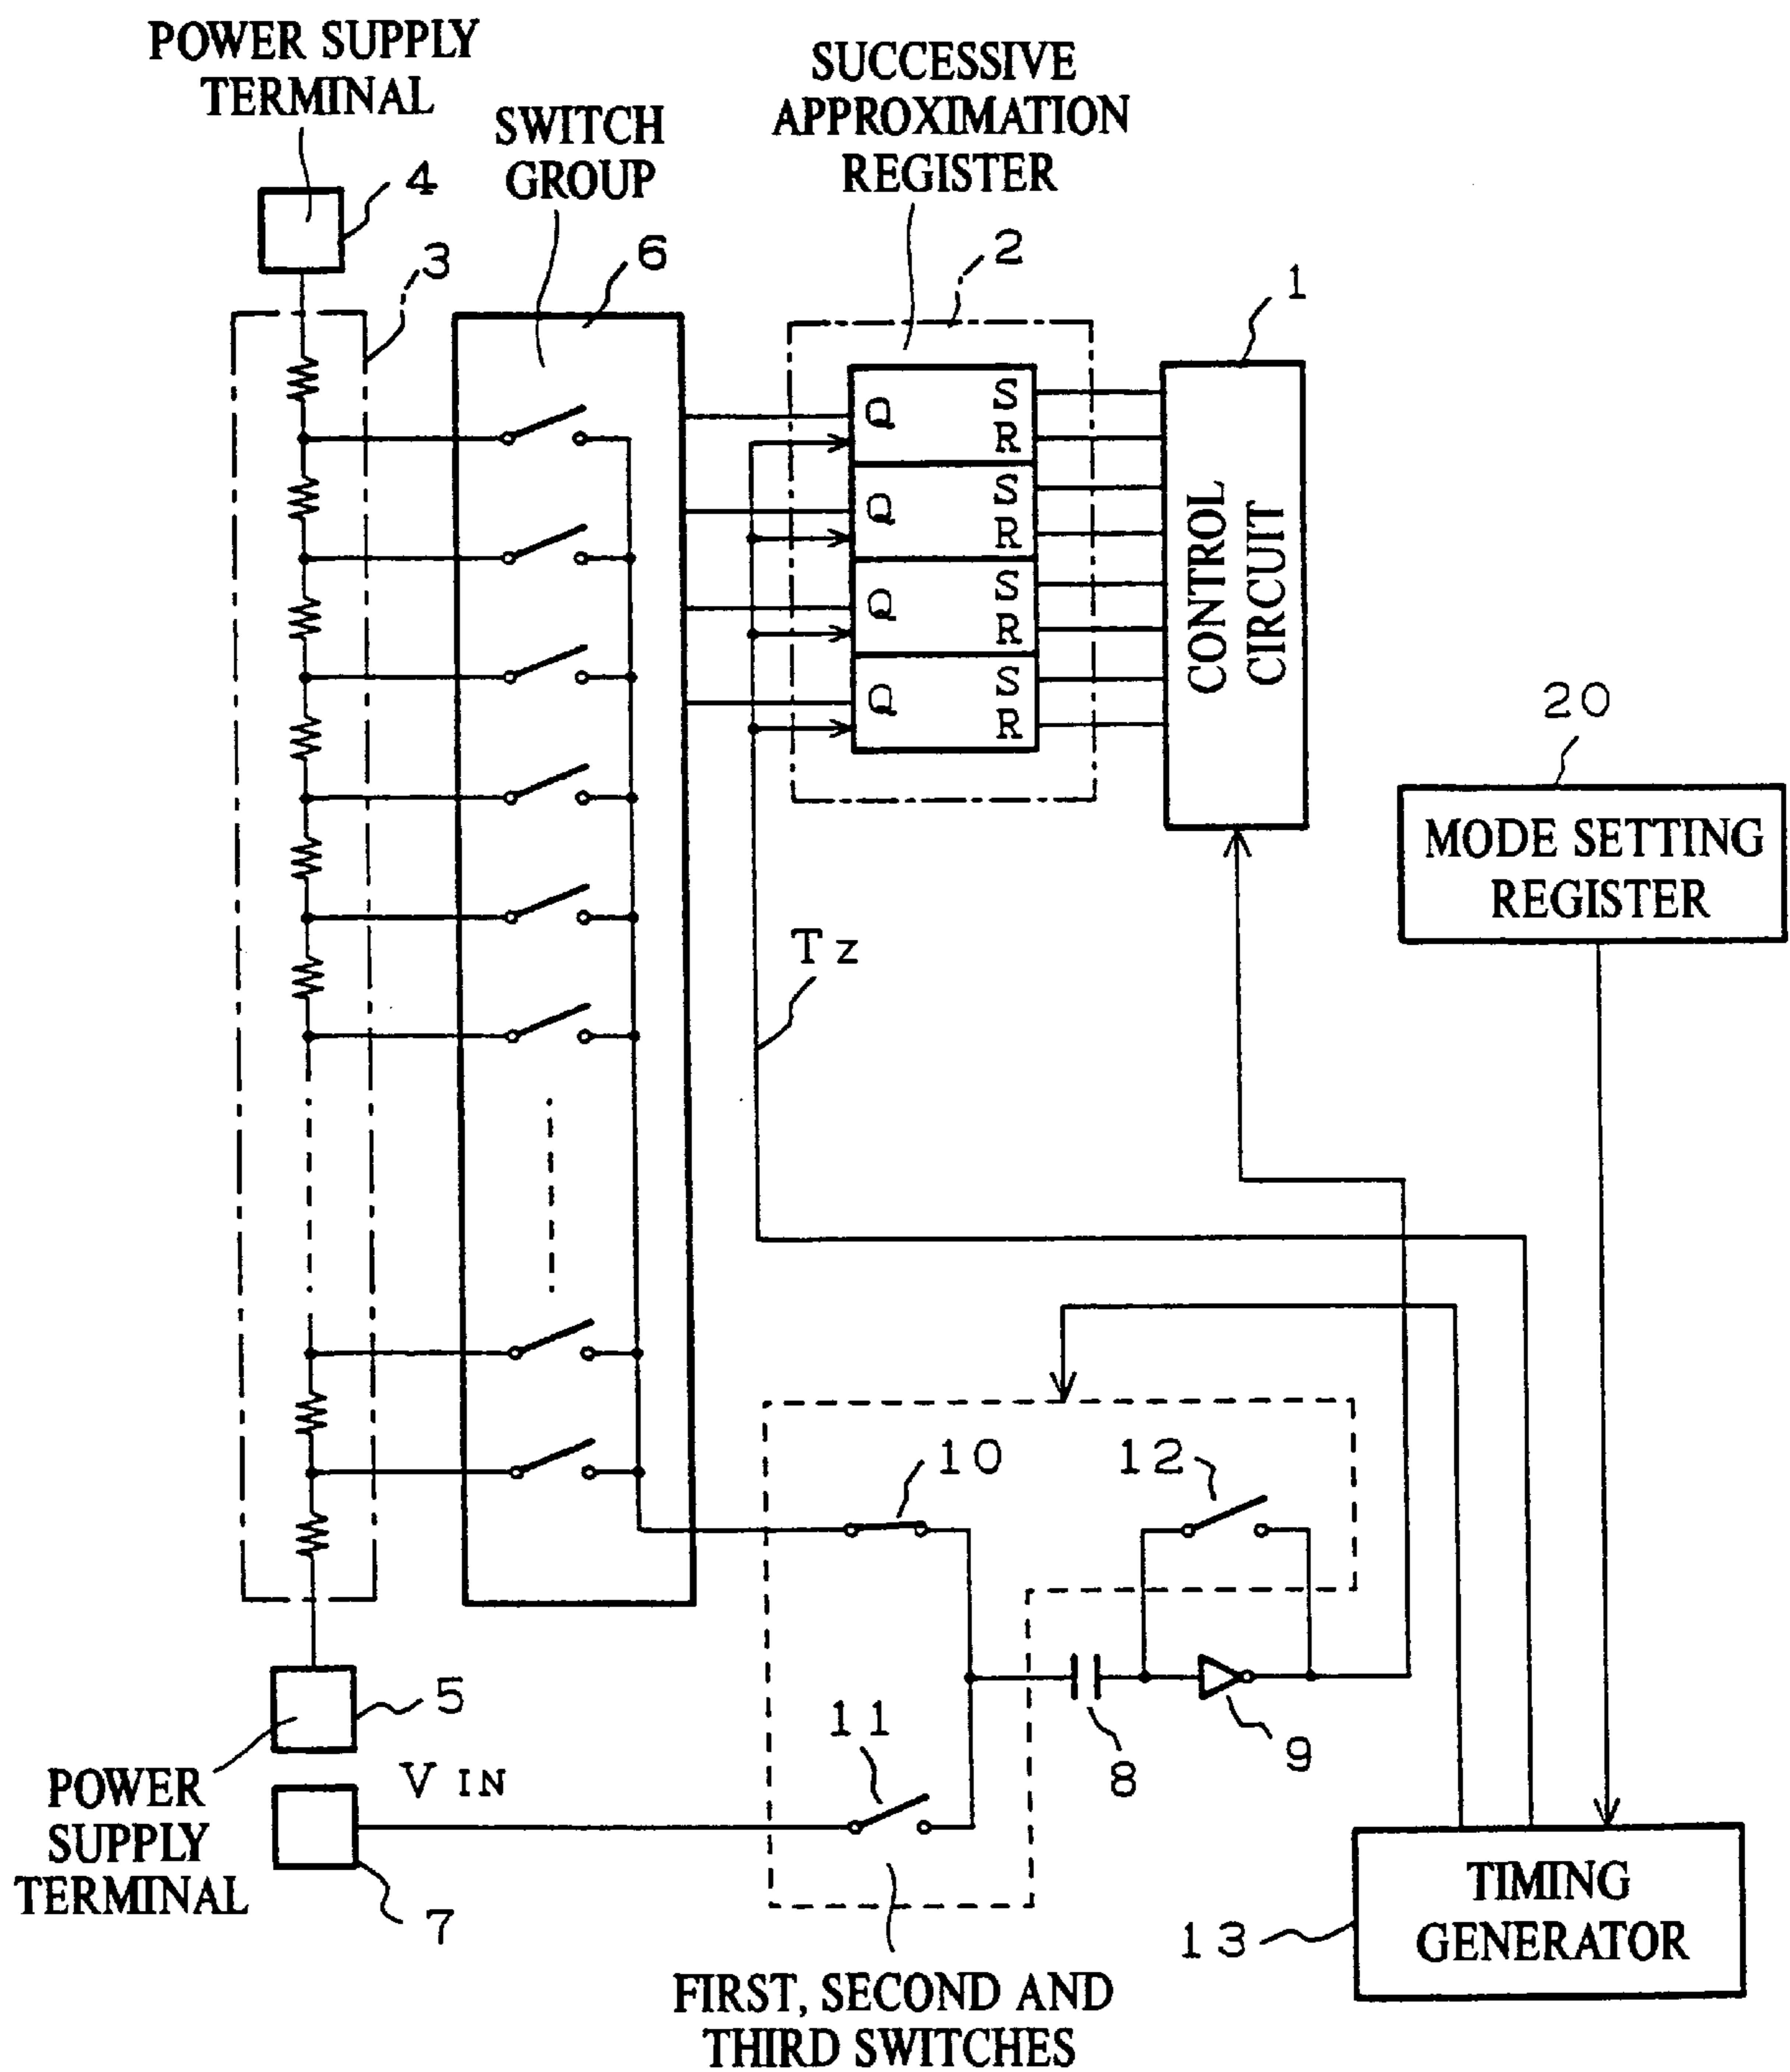 POWER SUPPLY
TERMINAL
4
3
SWITCH
GROUP
6
SUCCESSIVE
APPROXIMATION
REGISTER
2
1
Q S
R
Q S
R
Q S
R
Q S
R
CONTROL
CIRCUIT
20
MODE SETTING
REGISTER
Tz
10
12
11
8
9
5
POWER
SUPPLY
TERMINAL
VIN
7
13
TIMING
GENERATOR
FIRST, SECOND AND
THIRD SWITCHES